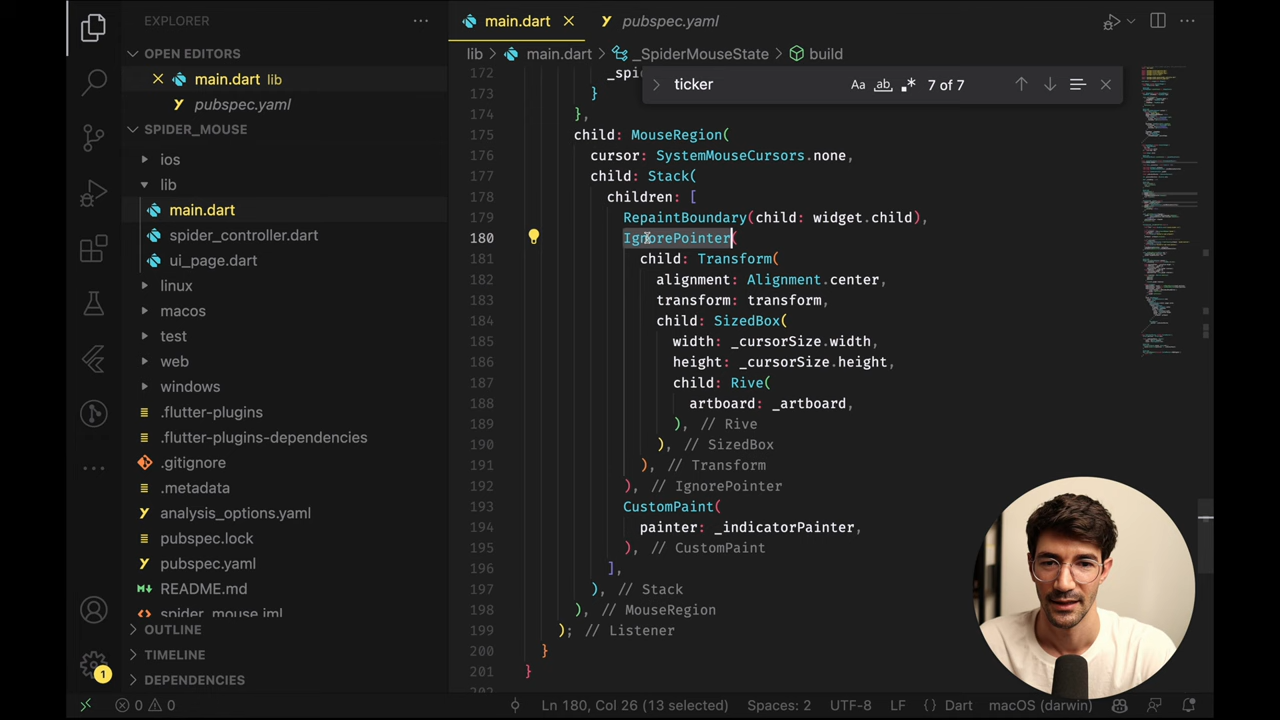 EXPLORER
OPEN EDITORS
main.dart lib
pubspec.yaml
SPIDER_MOUSE
ios
lib
main.dart
spider_controller.dart
ui_page.dart
linux
macos
test
web
windows
.flutter-plugins
.flutter-plugins-dependencies
.gitignore
.metadata
analysis_options.yaml
pubspec.lock
pubspec.yaml
README.md
spider_mouse.iml
OUTLINE
TIMELINE
DEPENDENCIES
1
main.dart
pubspec.yaml
lib > main.dart > _SpiderMouseState > build
ticker Aa ab 7 of 7
172 _spi
173 }
174 },
175 child: MouseRegion(
176 cursor: SystemMouseCursors.none,
177 child: Stack(
178 children: [
179 RepaintBoundary(child: widget.child),
180 IgnorePointer(
181 child: Transform(
182 alignment: Alignment.center,
183 transform: transform,
184 child: SizedBox(
185 width: _cursorSize.width,
186 height: _cursorSize.height,
187 child: Rive(
188 artboard: _artboard,
189 ), // Rive
190 ), // SizedBox
191 ), // Transform
192 ), // IgnorePointer
193 CustomPaint(
194 painter: _indicatorPainter,
195 ), // CustomPaint
196 ],
197 ), // Stack
198 ), // MouseRegion
199 ); // Listener
200 }
201 }
0 0 Ln 180, Col 26 (13 selected) Spaces: 2 UTF-8 LF {} Dart macOS (darwin)